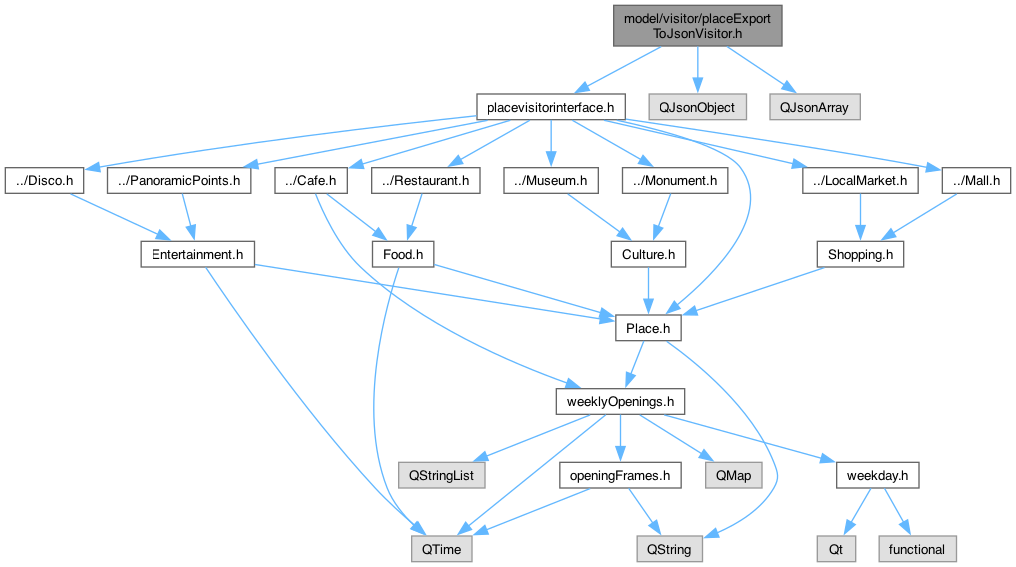 model/visitor/placeExport
ToJsonVisitor.h
placevisitorinterface.h
QJsonObject
QJsonArray
../Disco.h
../PanoramicPoints.h
../Cafe.h
../Restaurant.h
../Museum.h
../Monument.h
../LocalMarket.h
../Mall.h
Entertainment.h
Food.h
Culture.h
Shopping.h
Place.h
weeklyOpenings.h
QStringList
openingFrames.h
QMap
weekday.h
QTime
QString
Qt
functional